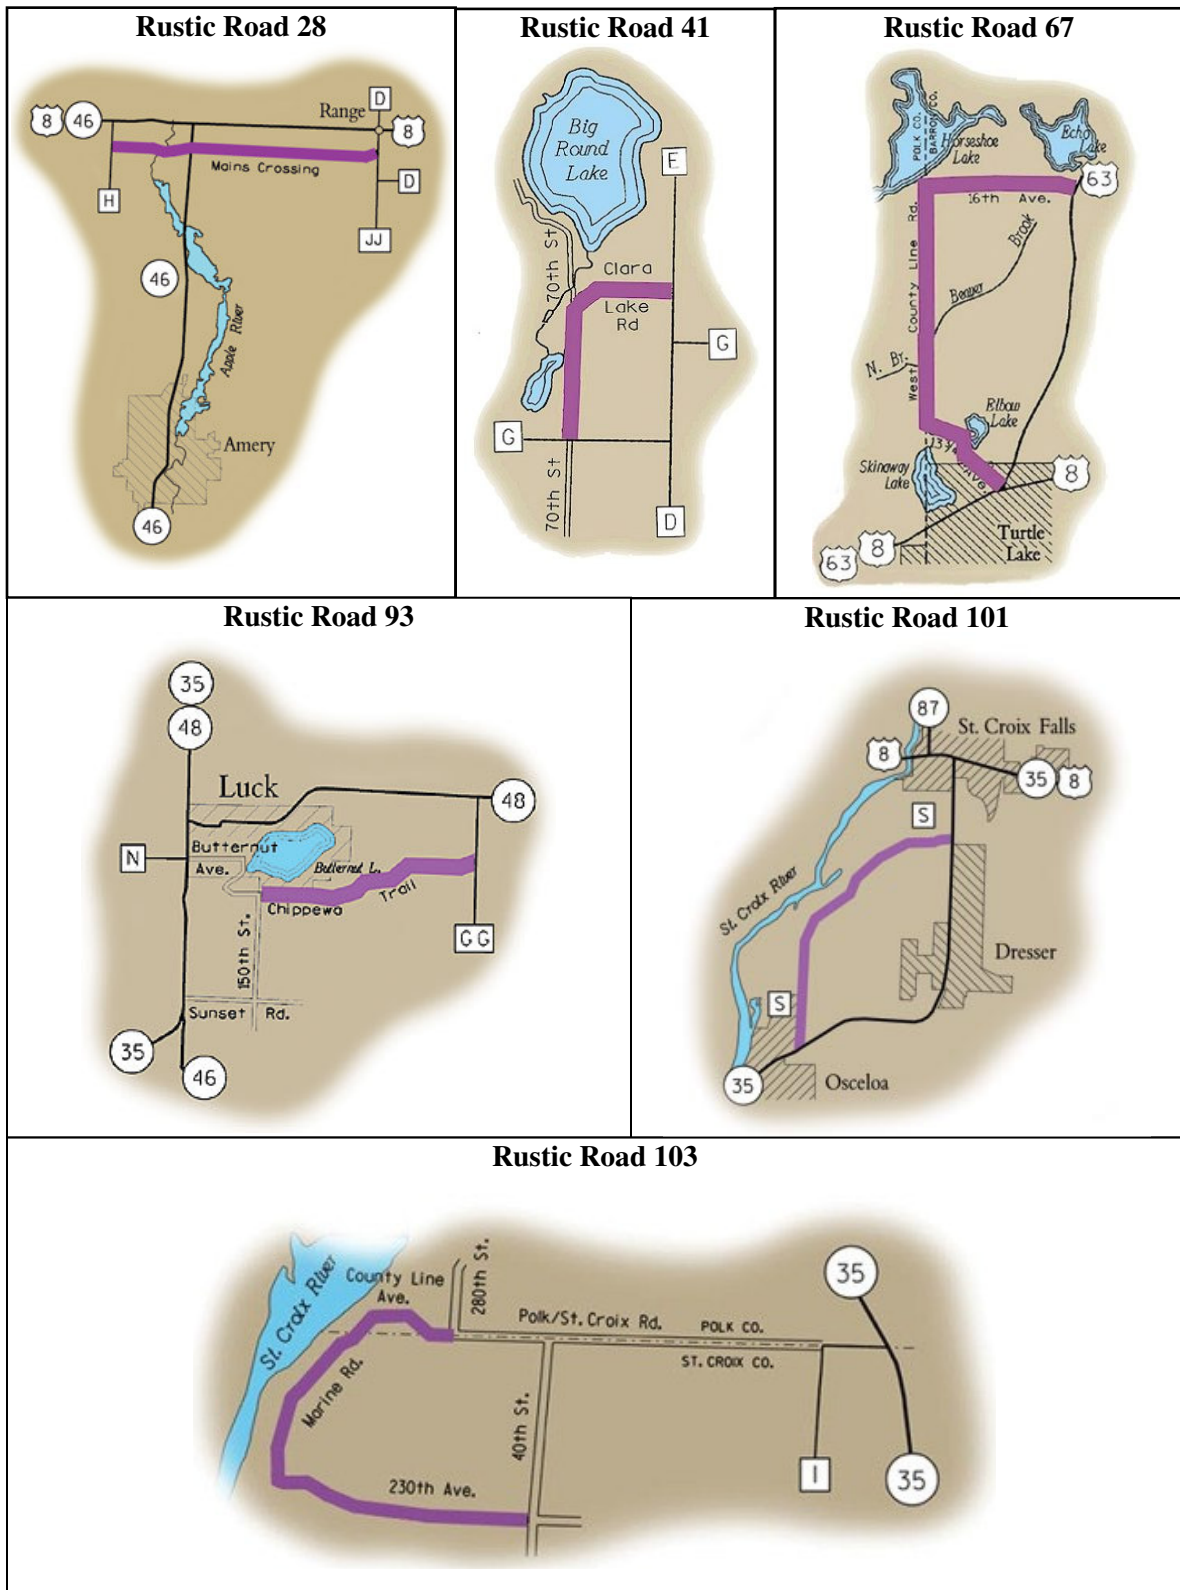 Rustic Road 28
8 46
Range
D
8
Mains Crossing
H
D
JJ
46
Apple River
Amery
46
Rustic Road 41
Big
Round
Lake
E
70th St
Clara
Lake
Rd
G
G
70th St
D
Rustic Road 67
POLK CO.
BARRON CO.
Horseshoe
Lake
Echo
Lake
63
16th Ave.
West County Line Rd.
Beaver Brook
N. Br.
Elbow
Lake
13 ¾ Ave.
Skinaway
Lake
8
Turtle
Lake
8
63
Rustic Road 93
35
48
Luck
48
Butternut
Ave.
N
Butternut L.
Chippewa Trail
150th St.
GG
Sunset Rd.
35
46
Rustic Road 101
87
St. Croix Falls
8
35 8
S
St. Croix River
Dresser
S
35
Osceloa
Rustic Road 103
St. Croix River
County Line
Ave.
280th St.
Polk/St. Croix Rd.
POLK CO.
ST. CROIX CO.
35
Marine Rd.
40th St.
230th Ave.
I
35